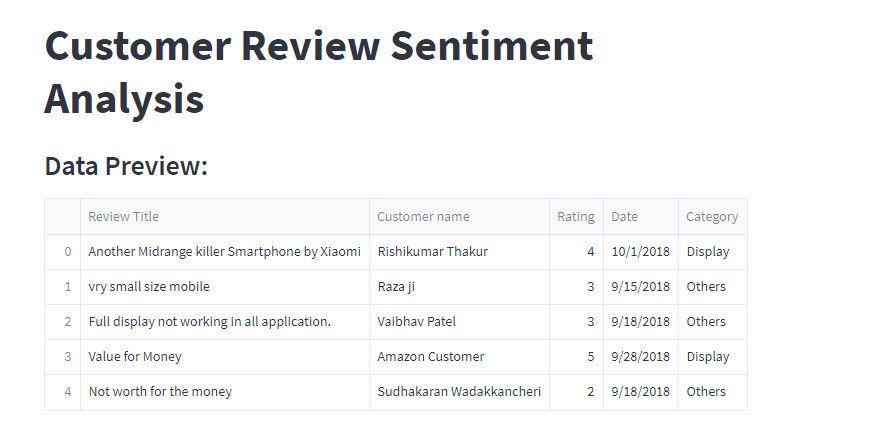 Customer Review Sentiment
Analysis
Data Preview:
Review Title Customer name Rating Date Category
0 Another Midrange killer Smartphone by Xiaomi Rishikumar Thakur 4 10/1/2018 Display
1 vry small size mobile Raza ji 3 9/15/2018 Others
2 Full display not working in all application. Vaibhav Patel 3 9/18/2018 Others
3 Value for Money Amazon Customer 5 9/28/2018 Display
4 Not worth for the money Sudhakaran Wadakkancheri 2 9/18/2018 Others